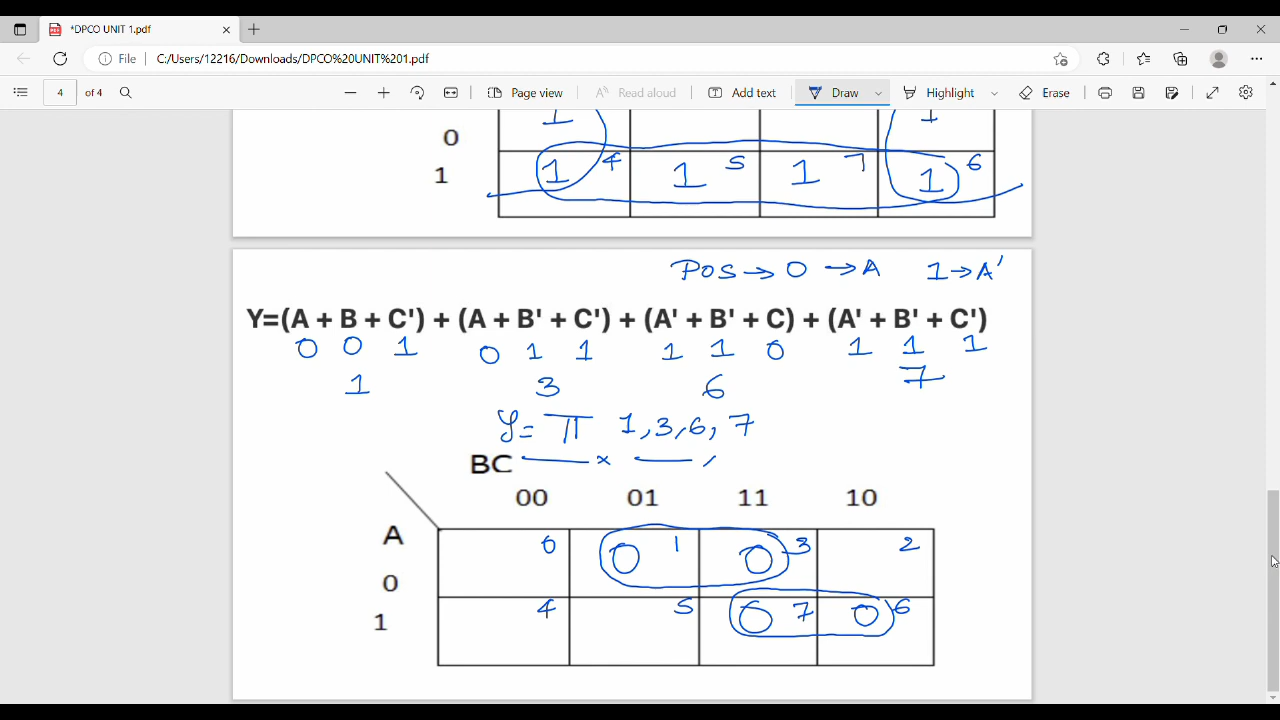 *DPCO UNIT 1.pdf
File C:/Users/12216/Downloads/DPCO%20UNIT%201.pdf
4 of 4 Page view Read aloud Add text Draw Highlight Erase
1 1
0
1 1 4 1 5 1 7 1 6
POS → 0 → A 1 → A'
Y=(A + B + C') + (A + B' + C') + (A' + B' + C) + (A' + B' + C')
0 0 1 0 1 1 1 1 0 1 1 1
1 3 6 7
Y = π 1, 3, 6, 7
BC ___ x ___
00 01 11 10
A 0 0 1 0 3 2
0
1 4 5 0 7 0 6